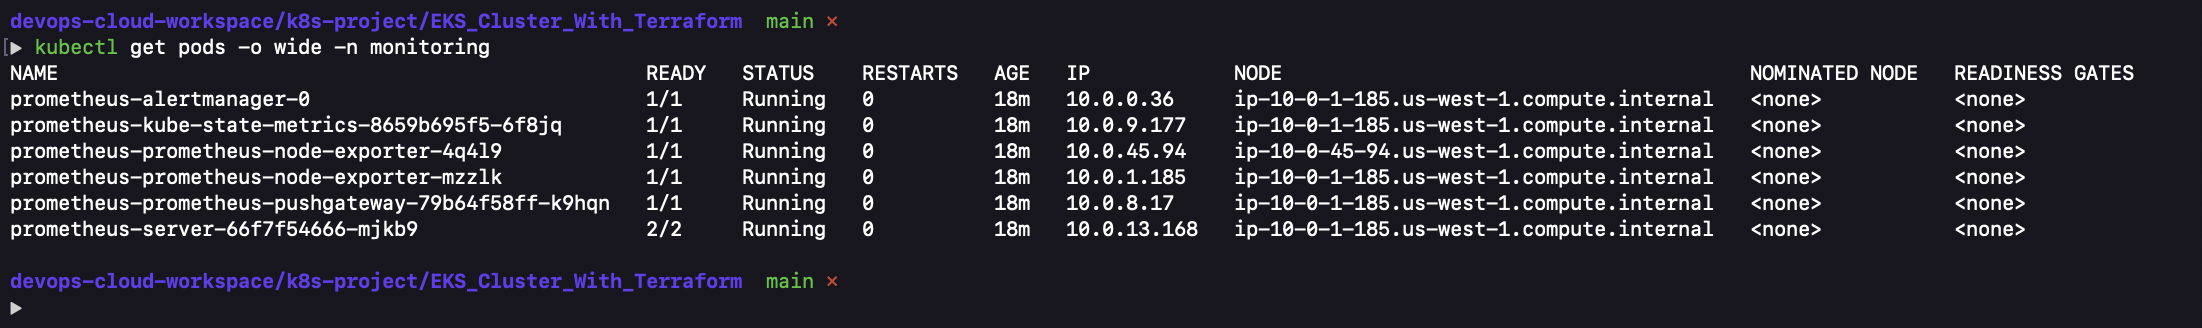 devops-cloud-workspace/k8s-project/EKS_Cluster_With_Terraform main ×
[▶ kubectl get pods -o wide -n monitoring
NAME READY STATUS RESTARTS AGE IP NODE NOMINATED NODE READINESS GATES
prometheus-alertmanager-0 1/1 Running 0 18m 10.0.0.36 ip-10-0-1-185.us-west-1.compute.internal <none> <none>
prometheus-kube-state-metrics-8659b695f5-6f8jq 1/1 Running 0 18m 10.0.9.177 ip-10-0-1-185.us-west-1.compute.internal <none> <none>
prometheus-prometheus-node-exporter-4q4l9 1/1 Running 0 18m 10.0.45.94 ip-10-0-45-94.us-west-1.compute.internal <none> <none>
prometheus-prometheus-node-exporter-mzzlk 1/1 Running 0 18m 10.0.1.185 ip-10-0-1-185.us-west-1.compute.internal <none> <none>
prometheus-prometheus-pushgateway-79b64f58ff-k9hqn 1/1 Running 0 18m 10.0.8.17 ip-10-0-1-185.us-west-1.compute.internal <none> <none>
prometheus-server-66f7f54666-mjkb9 2/2 Running 0 18m 10.0.13.168 ip-10-0-1-185.us-west-1.compute.internal <none> <none>
devops-cloud-workspace/k8s-project/EKS_Cluster_With_Terraform main ×
▶